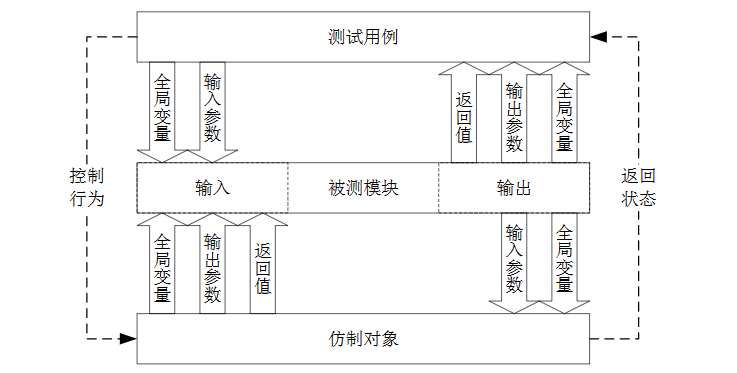 测试用例
全局变量
输入参数
返回值
输出参数
全局变量
控制
行为
输入
被测模块
输出
返回
状态
全局变量
输出参数
返回值
输入参数
全局变量
仿制对象